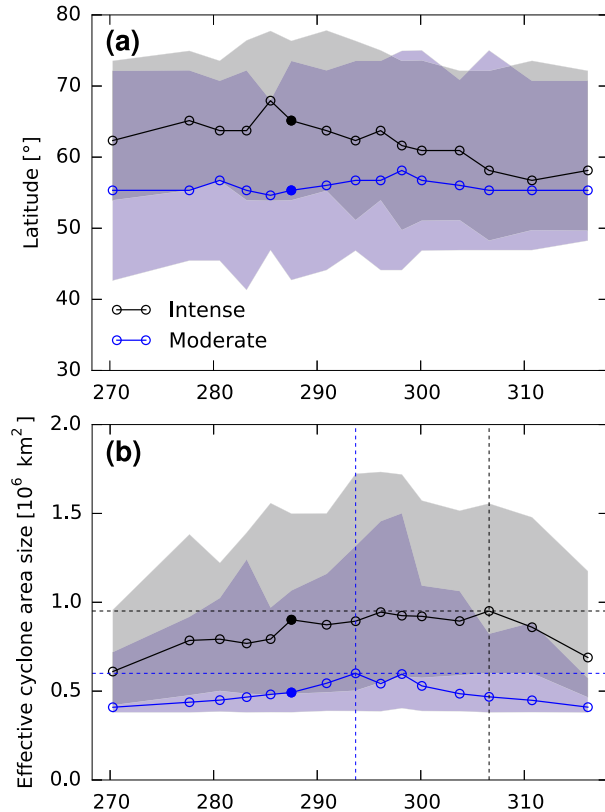 80
(a)
70
60
50
40
30
Latitude [°]
Intense
Moderate
270 280 290 300 310
2.0
(b)
1.5
1.0
0.5
0.0
Effective cyclone area size [10⁶ km²]
270 280 290 300 310